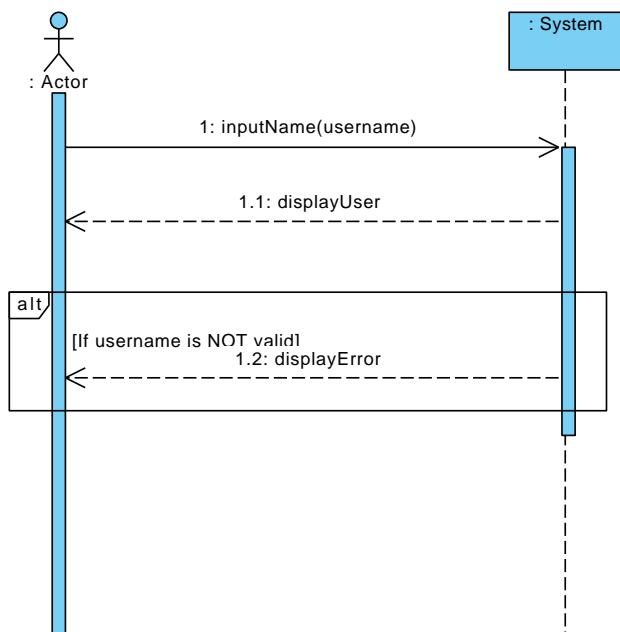 : System
: Actor
1: inputName(username)
1.1: displayUser
alt
[If username is NOT valid]
1.2: displayError